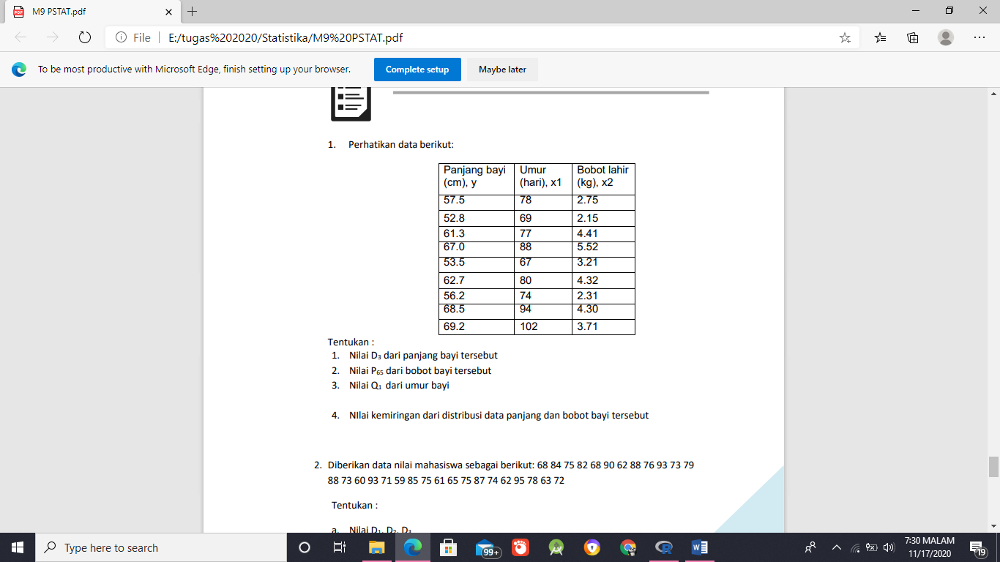 M9 PSTAT.pdf
File E:/tugas%202020/Statistika/M9%20PSTAT.pdf
To be most productive with Microsoft Edge, finish setting up your browser. Complete setup Maybe later
1. Perhatikan data berikut:
Panjang bayi (cm), y Umur (hari), x1 Bobot lahir (kg), x2
57.5 78 2.75
52.8 69 2.15
61.3 77 4.41
67.0 88 5.52
53.5 67 3.21
62.7 80 4.32
56.2 74 2.31
68.5 94 4.30
69.2 102 3.71
Tentukan :
1. Nilai D3 dari panjang bayi tersebut
2. Nilai P65 dari bobot bayi tersebut
3. Nilai Q1 dari umur bayi
4. NIlai kemiringan dari distribusi data panjang dan bobot bayi tersebut
2. Diberikan data nilai mahasiswa sebagai berikut: 68 84 75 82 68 90 62 88 76 93 73 79
88 73 60 93 71 59 85 75 61 65 75 87 74 62 95 78 63 72
Tentukan :
a. Nilai D1, D2, D3
Type here to search
99+
7:30 MALAM
11/17/2020
19